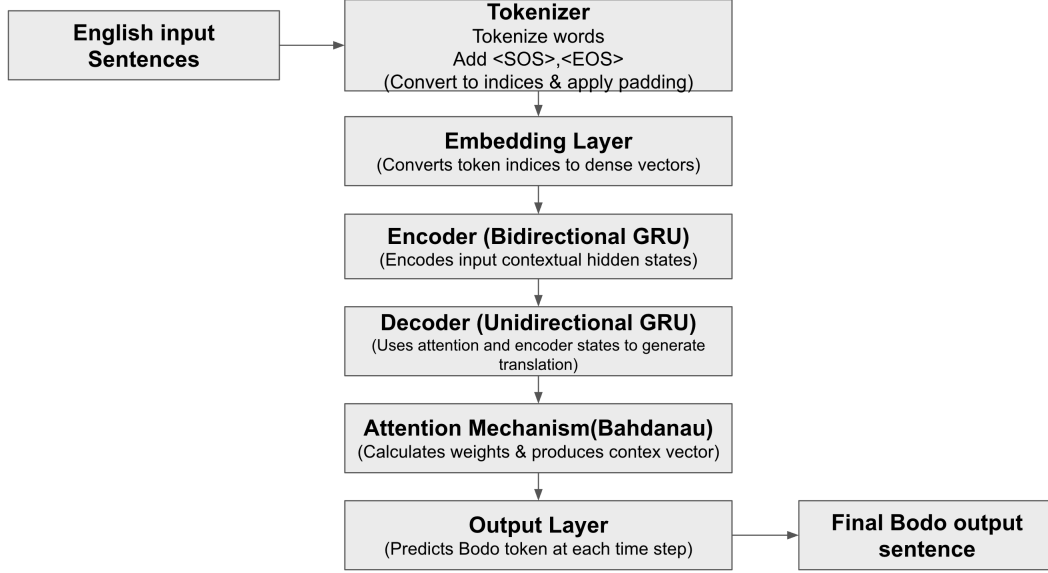 English input
Sentences
Tokenizer
Tokenize words
Add <SOS>,<EOS>
(Convert to indices & apply padding)
Embedding Layer
(Converts token indices to dense vectors)
Encoder (Bidirectional GRU)
(Encodes input contextual hidden states)
Decoder (Unidirectional GRU)
(Uses attention and encoder states to generate
translation)
Attention Mechanism(Bahdanau)
(Calculates weights & produces contex vector)
Output Layer
(Predicts Bodo token at each time step)
Final Bodo output
sentence